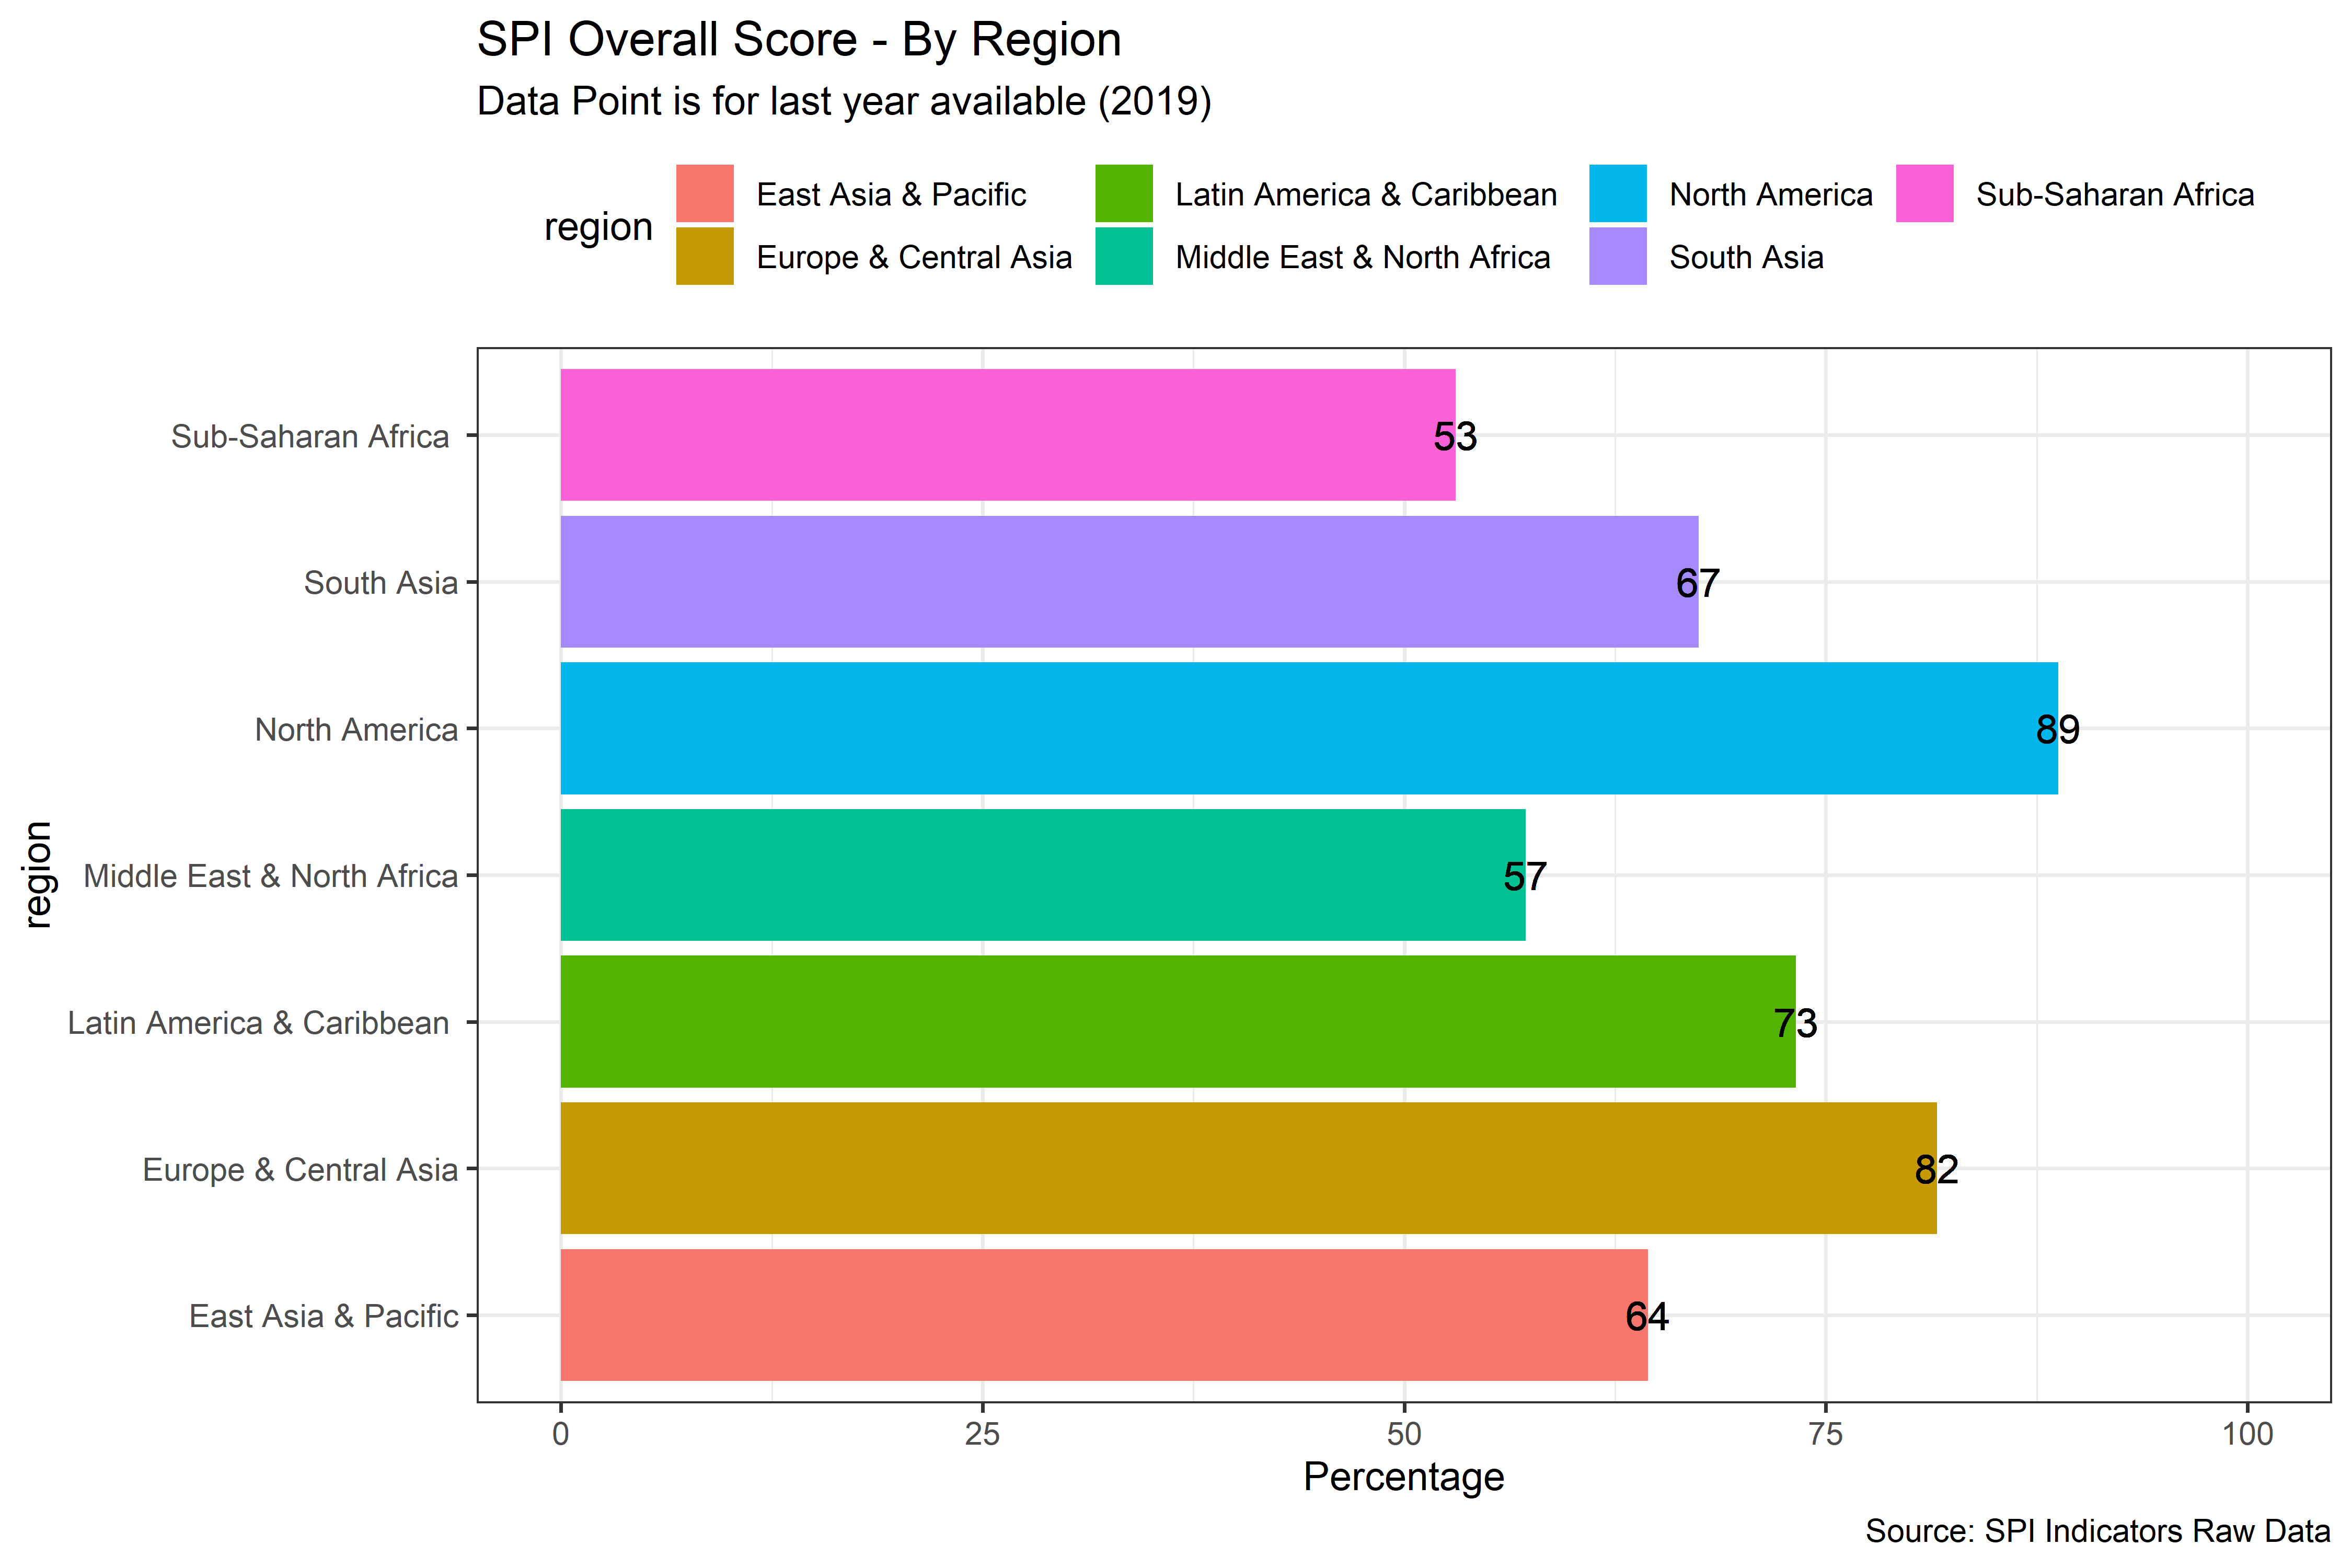 SPI Overall Score - By Region
Data Point is for last year available (2019)
region
East Asia & Pacific
Latin America & Caribbean
North America
Sub-Saharan Africa
Europe & Central Asia
Middle East & North Africa
South Asia
region
Sub-Saharan Africa
53
South Asia
67
North America
89
Middle East & North Africa
57
Latin America & Caribbean
73
Europe & Central Asia
82
East Asia & Pacific
64
0 25 50 75 100
Percentage
Source: SPI Indicators Raw Data